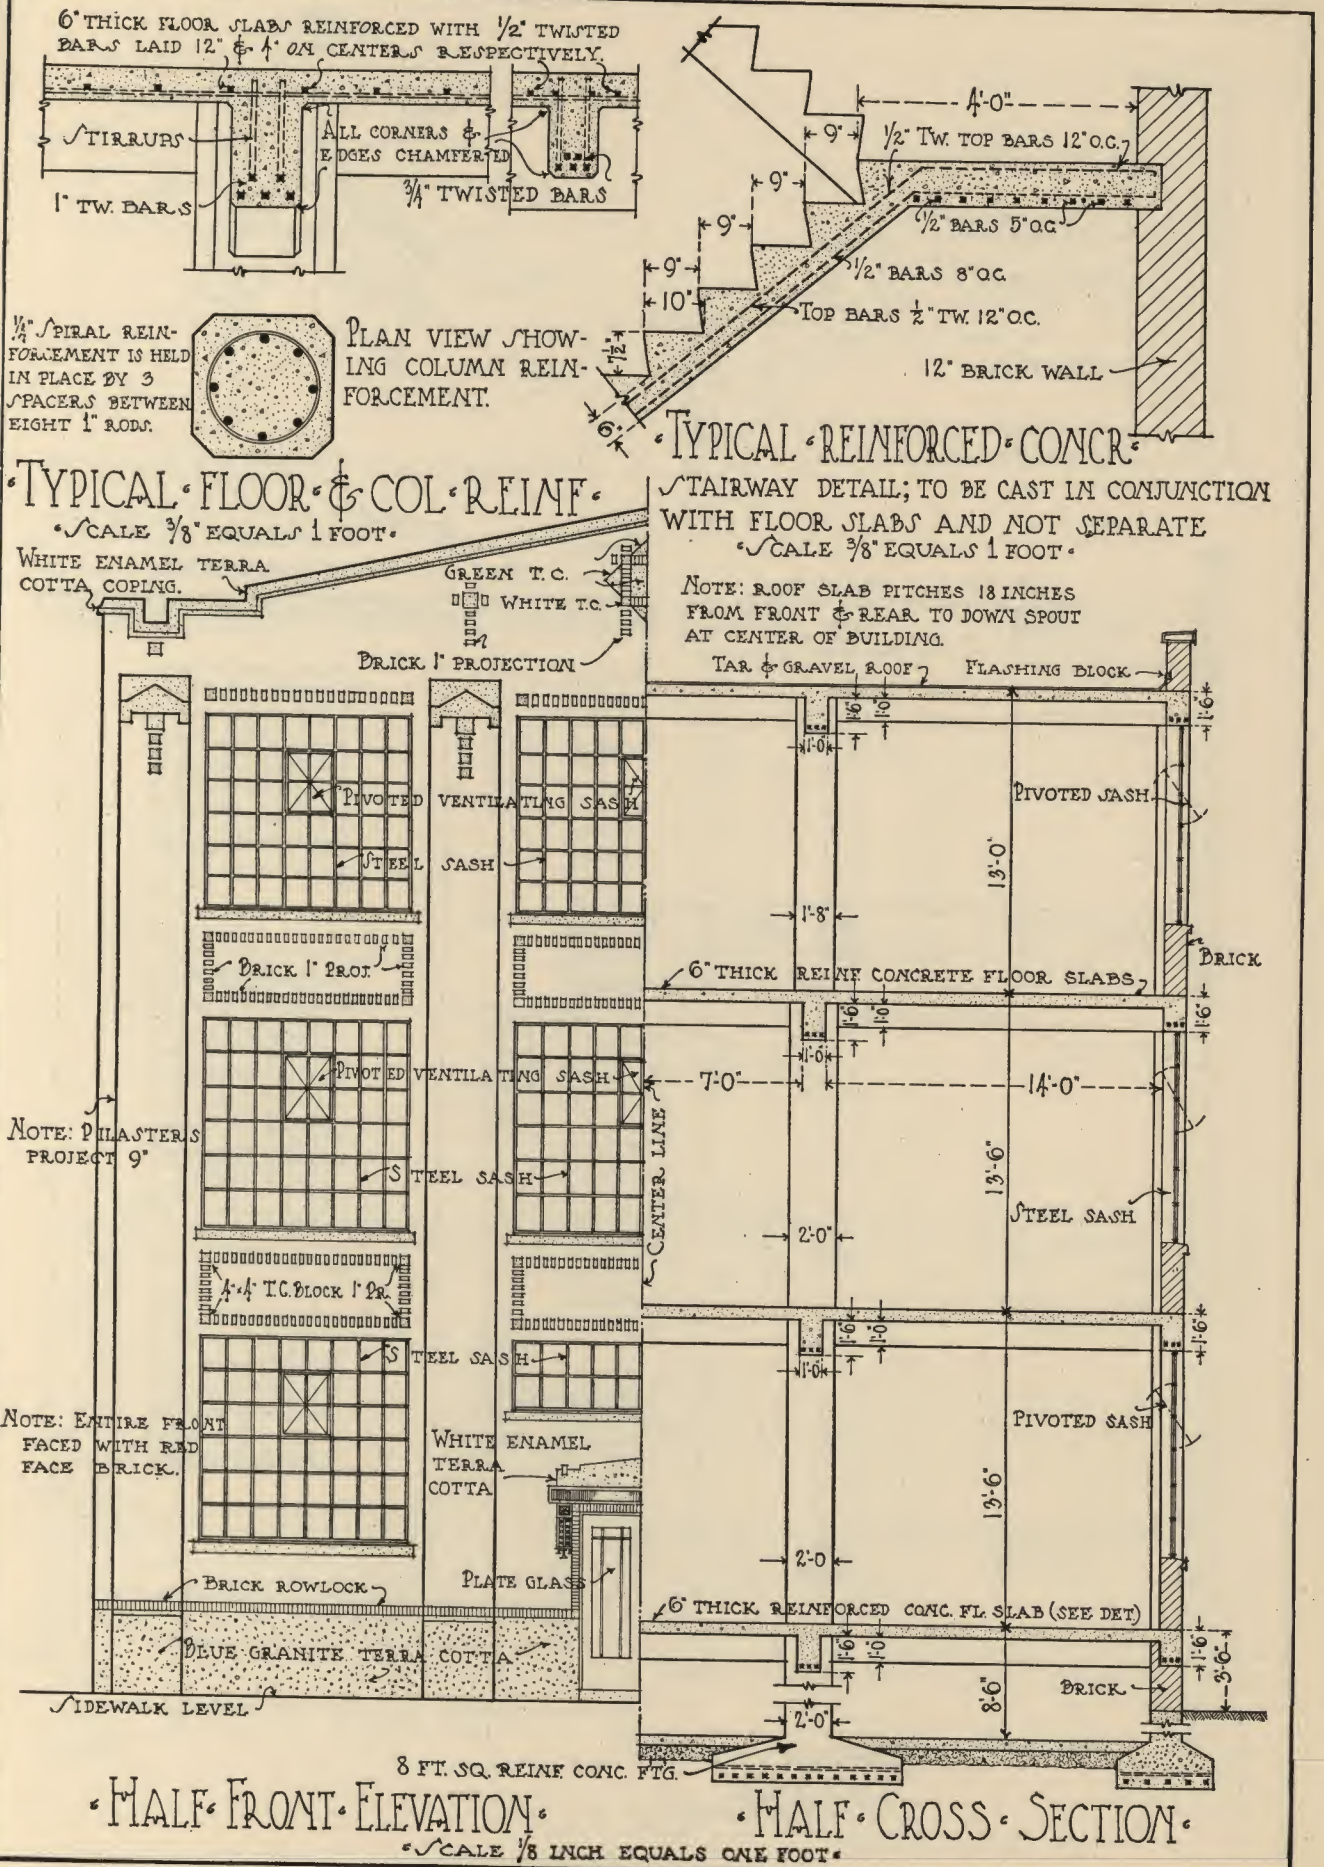 6" THICK FLOOR SLABS REINFORCED WITH 1/2" TWISTED
BARS LAID 12" & 4" ON CENTERS RESPECTIVELY.
STIRRUPS
ALL CORNERS &
EDGES CHAMFERED
1" TW. BARS
3/4" TWISTED BARS
4'-0"
9"
1/2" TW. TOP BARS 12" O.C.
9"
9"
1/2" BARS 5" O.C.
9"
1/2" BARS 8" O.C.
10"
TOP BARS 1/2" TW. 12" O.C.
7 1/2"
12" BRICK WALL
6"
1/4" SPIRAL REIN-
FORCEMENT IS HELD
IN PLACE BY 3
SPACERS BETWEEN
EIGHT 1" RODS.
PLAN VIEW SHOW-
ING COLUMN REIN-
FORCEMENT.
•TYPICAL•FLOOR•&•COL•REINF•
•SCALE 3/8" EQUALS 1 FOOT•
•TYPICAL•REINFORCED•CONCR•
STAIRWAY DETAIL; TO BE CAST IN CONJUNCTION
WITH FLOOR SLABS AND NOT SEPARATE
•SCALE 3/8" EQUALS 1 FOOT•
WHITE ENAMEL TERRA
COTTA COPING.
GREEN T.C.
WHITE T.C.
BRICK 1" PROJECTION
NOTE: ROOF SLAB PITCHES 18 INCHES
FROM FRONT & REAR TO DOWN SPOUT
AT CENTER OF BUILDING.
TAR & GRAVEL ROOF
FLASHING BLOCK
1'-6"
1'-0"
1'-6"
1'-0"
PIVOTED VENTILATING SASH
PIVOTED SASH
STEEL SASH
13'-0"
1'-8"
BRICK 1" PROJ.
BRICK
6" THICK REINF CONCRETE FLOOR SLABS
1'-6"
1'-0"
1'-6"
1'-0"
PIVOTED VENTILATING SASH
7'-0"
14'-0"
NOTE: PILASTERS
PROJECT 9"
STEEL SASH
CENTER LINE
13'-6"
STEEL SASH
2'-0"
4"×4" T.C. BLOCK 1" PR.
1'-6"
1'-0"
1'-6"
1'-0"
STEEL SASH
NOTE: ENTIRE FRONT
FACED WITH RED
FACE BRICK.
PIVOTED SASH
WHITE ENAMEL
TERRA
COTTA
13'-6"
2'-0
BRICK ROWLOCK
PLATE GLASS
6" THICK REINFORCED CONC. FL. SLAB (SEE DET.)
1'-6"
1'-0"
1'-6"
3'-6"
BLUE GRANITE TERRA COTTA
8'-6"
BRICK
SIDEWALK LEVEL
2'-0"
8 FT. SQ. REINF. CONC. FTG.
•HALF•FRONT•ELEVATION•
•HALF•CROSS•SECTION•
•SCALE 1/8 INCH EQUALS ONE FOOT•